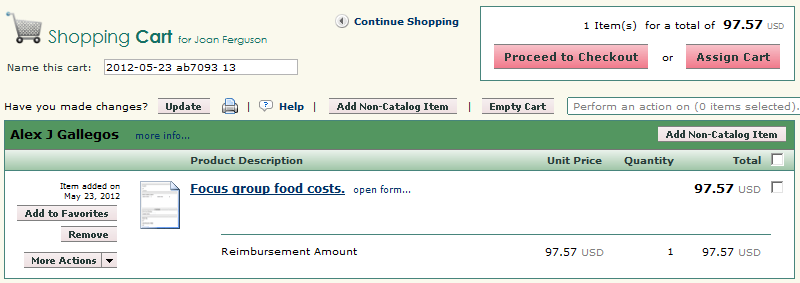 Continue Shopping
1 Item(s) for a total of 97.57 USD
Shopping Cart for Joan Ferguson
Proceed to Checkout or Assign Cart
Name this cart: 2012-05-23 ab7093 13
Have you made changes? Update | ? Help | Add Non-Catalog Item | Empty Cart Perform an action on (0 items selected)...
Alex J Gallegos more info... Add Non-Catalog Item
Product Description Unit Price Quantity Total
Item added on
May 23, 2012
Focus group food costs. open form... 97.57 USD
Add to Favorites
Remove
Reimbursement Amount 97.57 USD 1 97.57 USD
More Actions